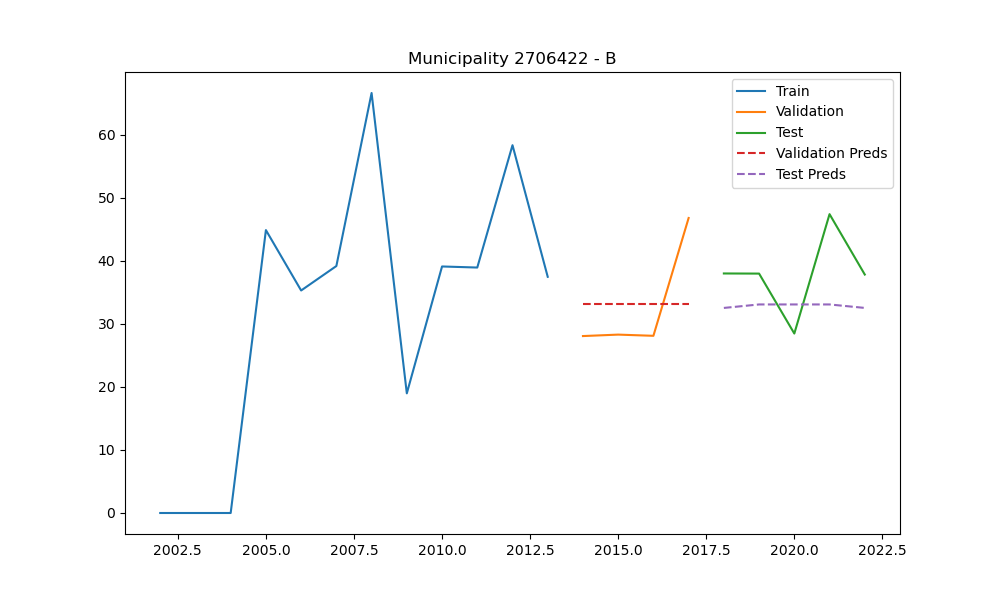 Municipality 2706422 - B
Train
Validation
Test
Validation Preds
Test Preds
60
50
40
30
20
10
0
2002.5 2005.0 2007.5 2010.0 2012.5 2015.0 2017.5 2020.0 2022.5